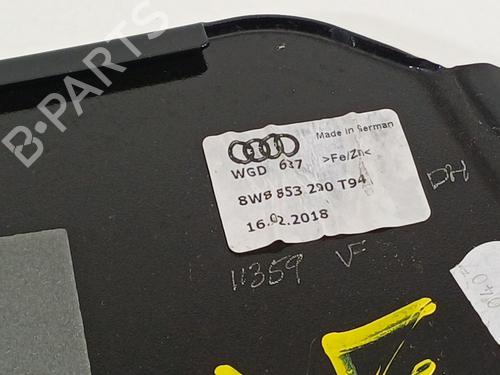 B-PARTS
Made in German
WGD 637 >Fe/Zn<
8W8 853 290 T94
16.02.2018
DH
11359 VF